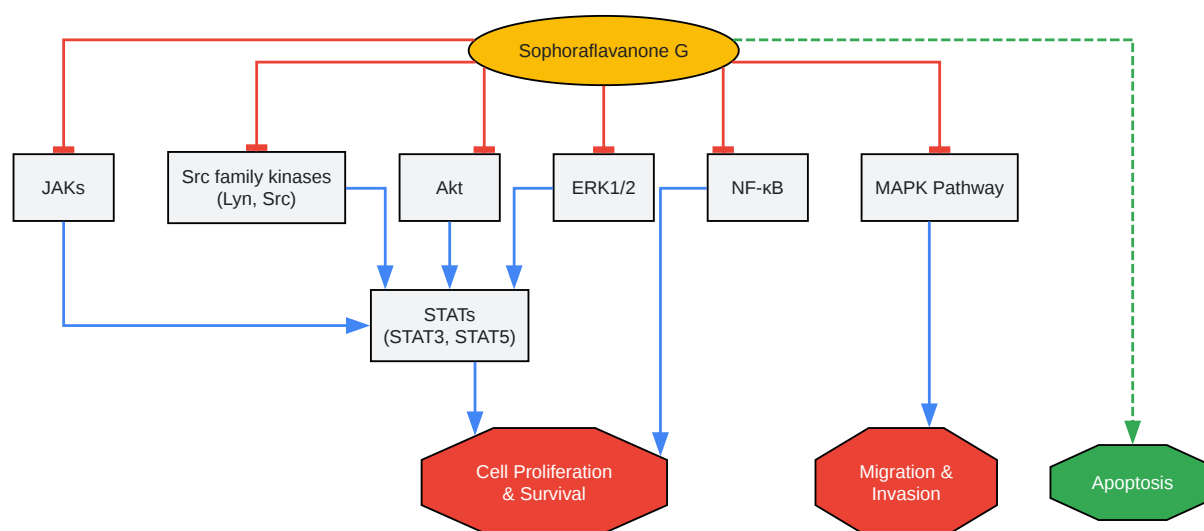 Sophoraflavanone G
JAKs
Src family kinases
(Lyn, Src)
Akt
ERK1/2
NF-κB
MAPK Pathway
STATs
(STAT3, STAT5)
Cell Proliferation
& Survival
Migration &
Invasion
Apoptosis